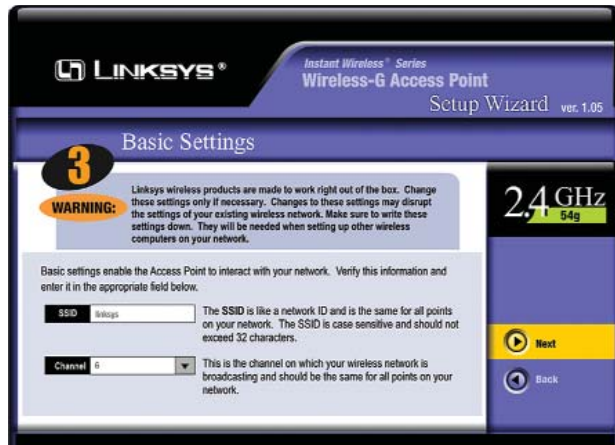 LINKSYS®
Instant Wireless® Series
Wireless-G Access Point
Setup Wizard ver. 1.05
Basic Settings
3
WARNING:
Linksys wireless products are made to work right out of the box. Change
these settings only if necessary. Changes to these settings may disrupt
the settings of your existing wireless network. Make sure to write these
settings down. They will be needed when setting up other wireless
computers on your network.
2.4 GHz
54g
Basic settings enable the Access Point to interact with your network. Verify this information and
enter it in the appropriate field below.
SSID linksys
The SSID is like a network ID and is the same for all points
on your network. The SSID is case sensitive and should not
exceed 32 characters.
Channel 6
This is the channel on which your wireless network is
broadcasting and should be the same for all points on your
network.
Next
Back